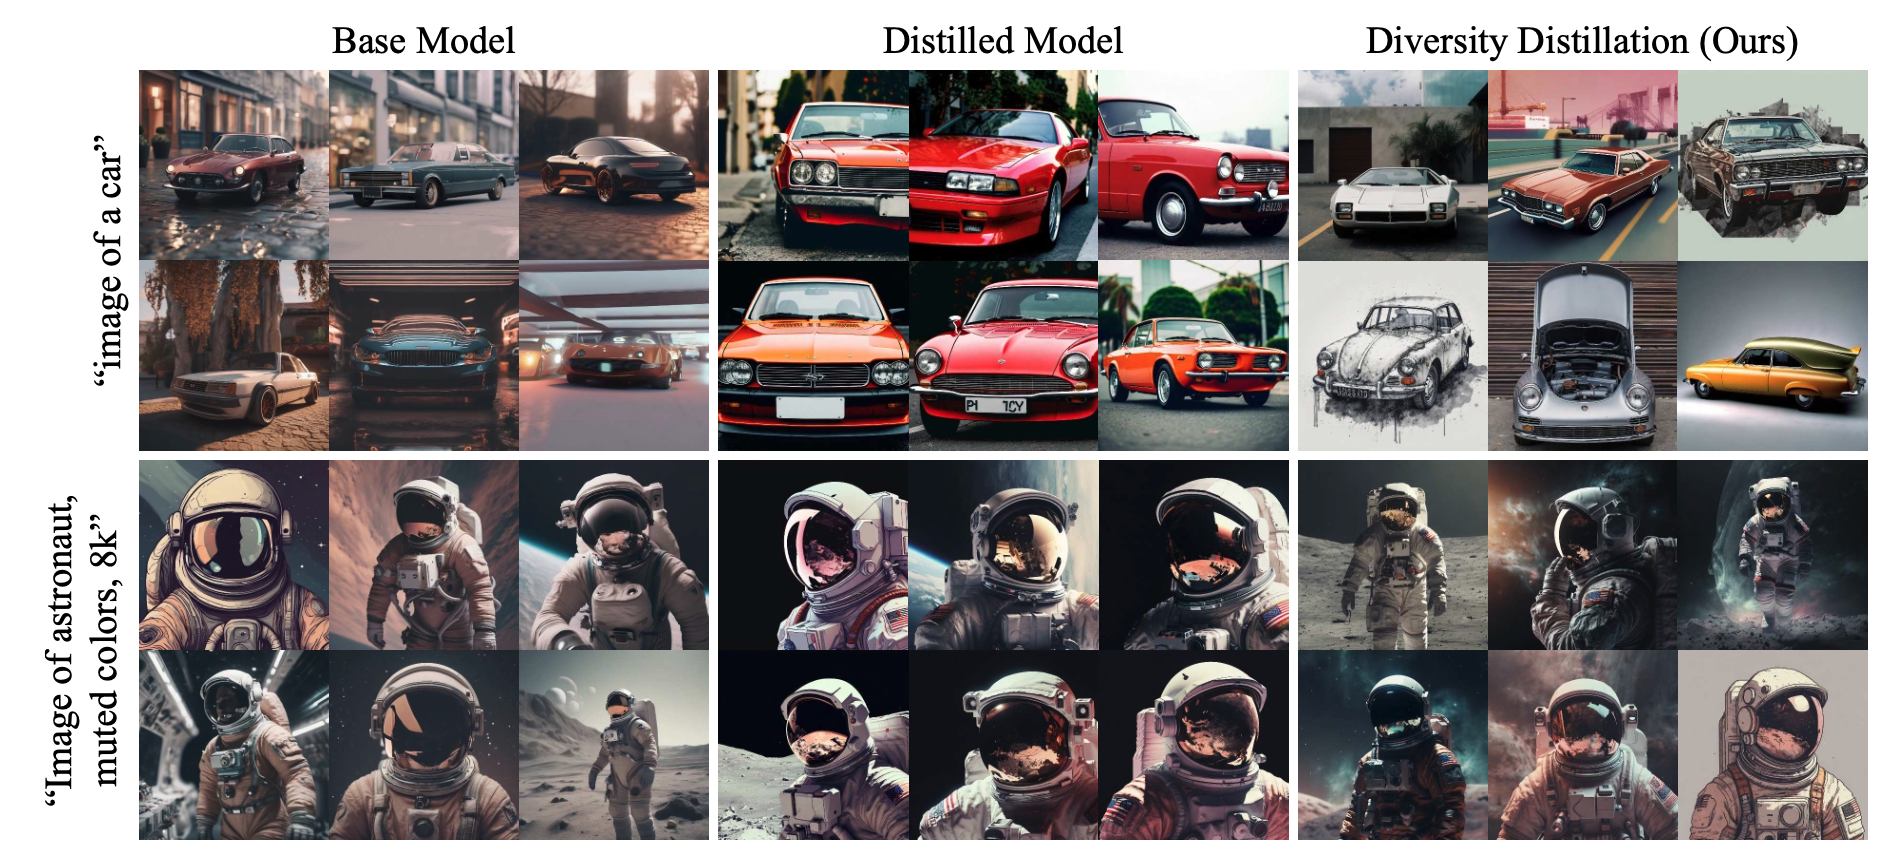 Base Model
Distilled Model
Diversity Distillation (Ours)
“image of a car”
“Image of astronaut,
muted colors, 8k”